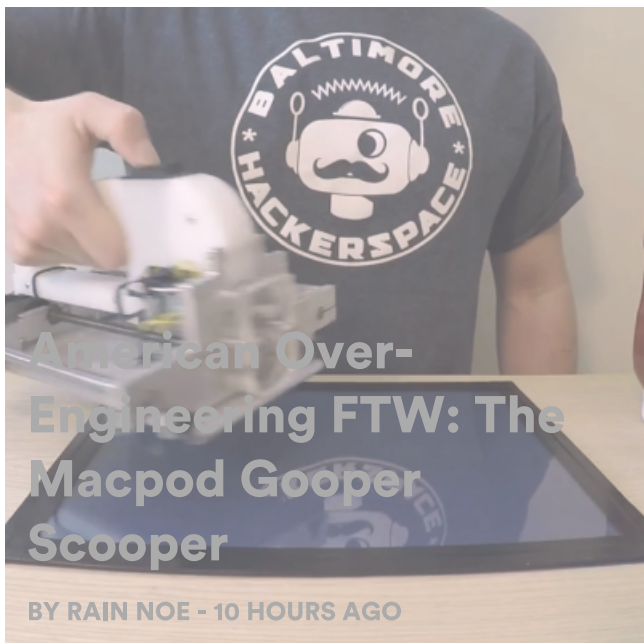 BALTIMORE
HACKERSPACE
American Over-
Engineering FTW: The
Macpod Gooper
Scooper
BY RAIN NOE - 10 HOURS AGO